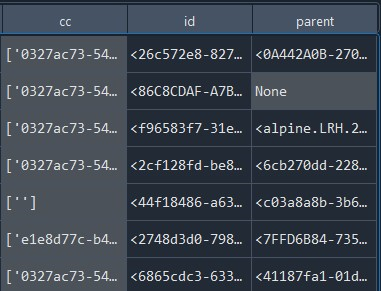 cc id parent
['0327ac73-54... <26c572e8-827... <0A442A0B-270...
['0327ac73-54... <86C8CDAF-A7B... None
['0327ac73-54... <f96583f7-31e... <alpine.LRH.2...
['0327ac73-54... <2cf128fd-be8... <6cb270dd-228...
[''] <44f18486-a63... <c03a8a8b-3b6...
['e1e8d77c-b4... <2748d3d0-798... <7FFD6B84-735...
['0327ac73-54... <6865cdc3-633... <41187fa1-01d...